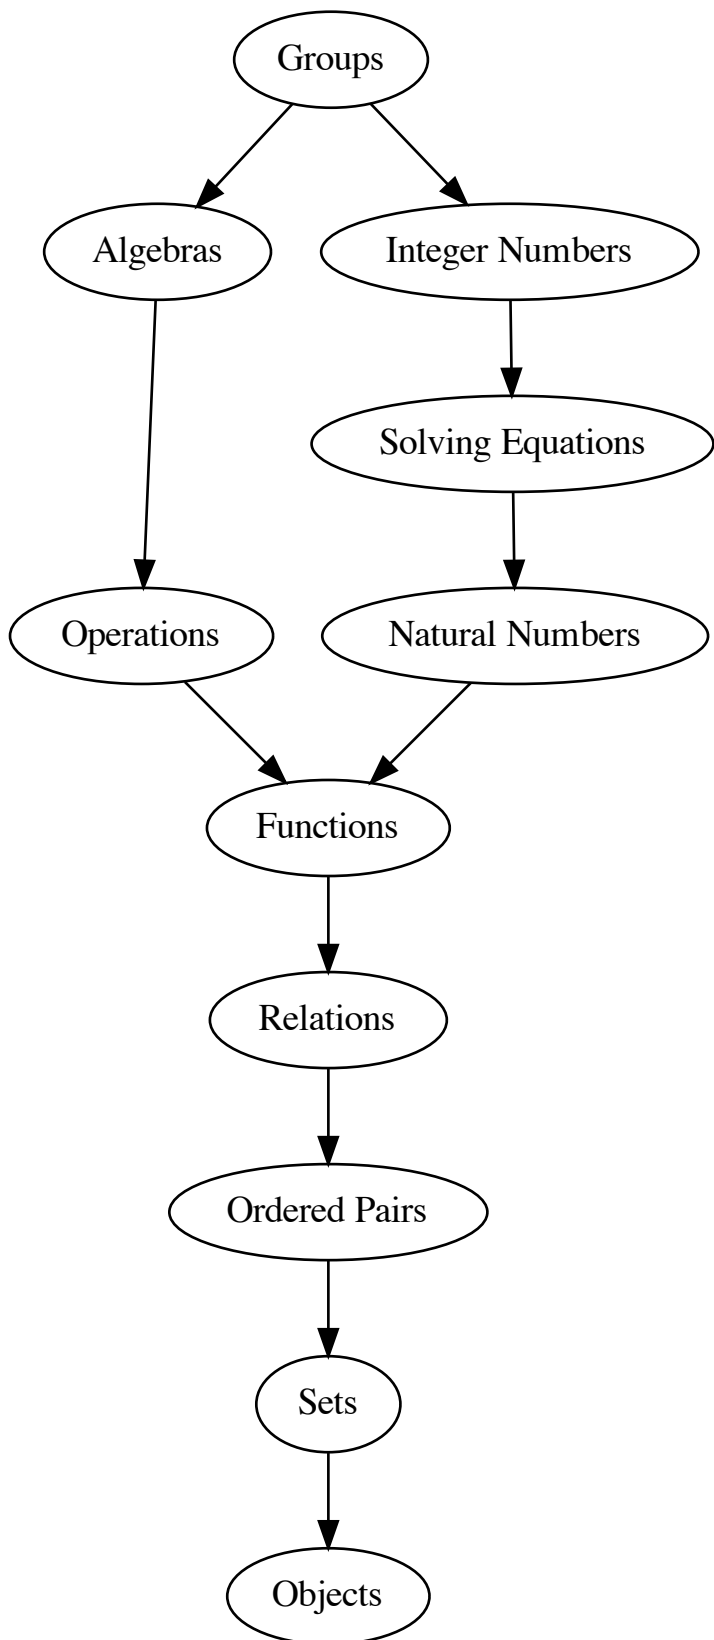 Groups
Algebras
Integer Numbers
Solving Equations
Operations
Natural Numbers
Functions
Relations
Ordered Pairs
Sets
Objects